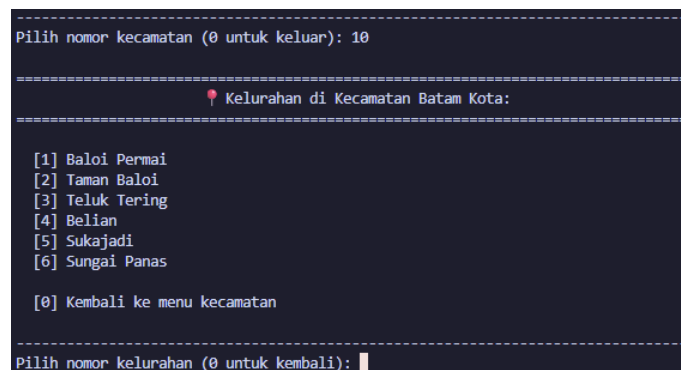 --------------------------------------------------------------------------------
Pilih nomor kecamatan (0 untuk keluar): 10
================================================================================
📍 Kelurahan di Kecamatan Batam Kota:
================================================================================
[1] Baloi Permai
[2] Taman Baloi
[3] Teluk Tering
[4] Belian
[5] Sukajadi
[6] Sungai Panas
[0] Kembali ke menu kecamatan
--------------------------------------------------------------------------------
Pilih nomor kelurahan (0 untuk kembali):